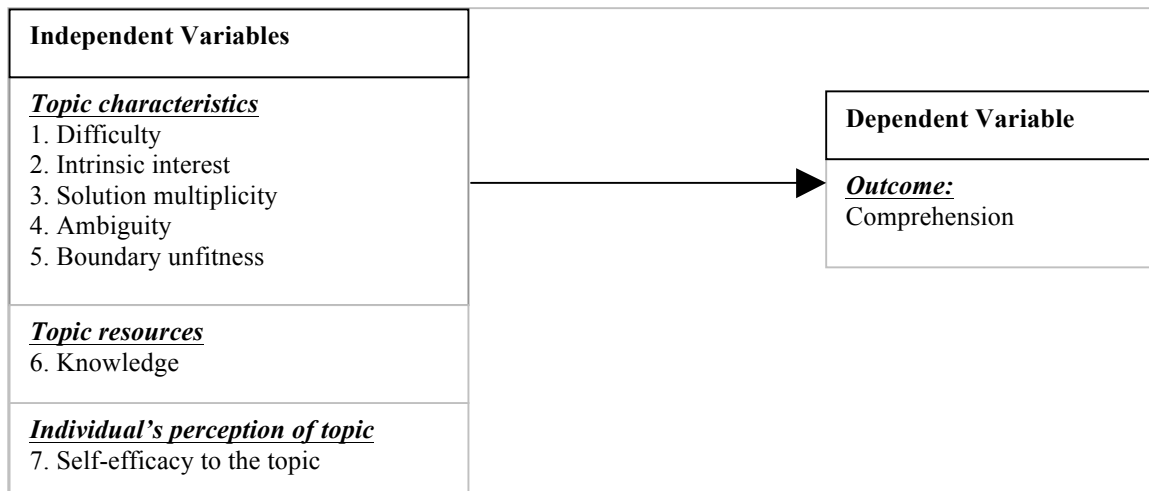 Independent Variables
Topic characteristics
1. Difficulty
2. Intrinsic interest
3. Solution multiplicity
4. Ambiguity
5. Boundary unfitness
Topic resources
6. Knowledge
Individual’s perception of topic
7. Self-efficacy to the topic
Dependent Variable
Outcome:
Comprehension